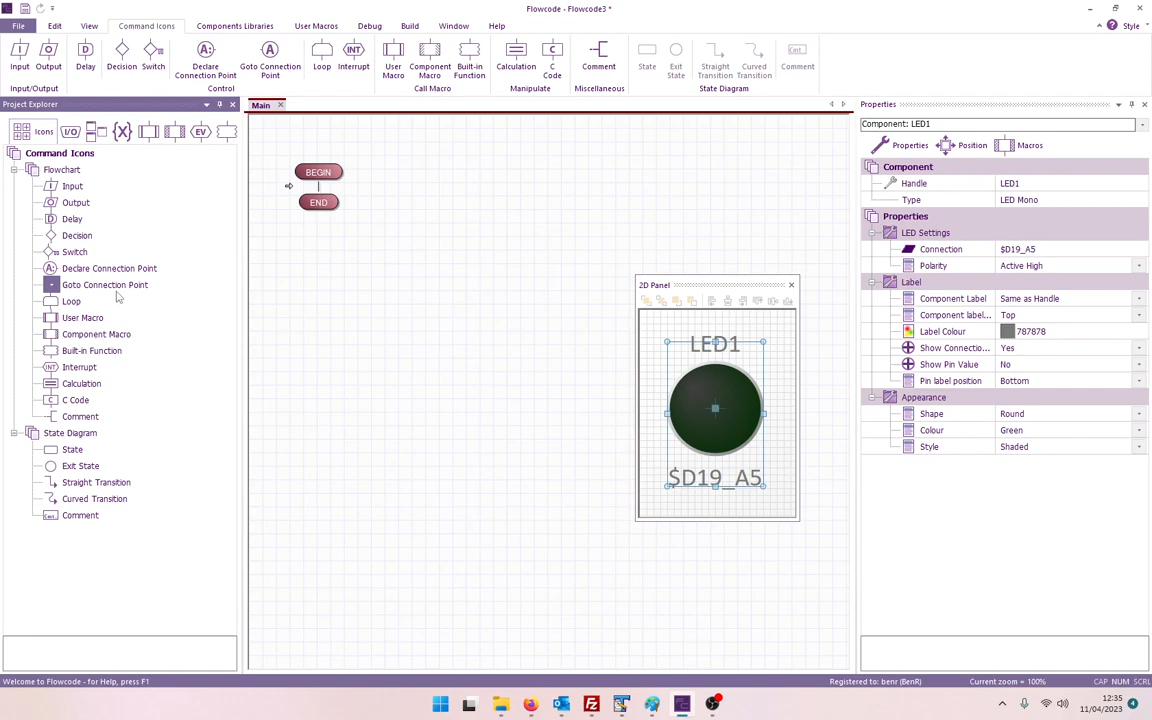 Flowcode - Flowcode3 *
File Edit View Command Icons Components Libraries User Macros Debug Build Window Help Style
Input Output Delay Decision Switch Declare Connection Point Goto Connection Point Loop Interrupt User Macro Component Macro Built-in Function Calculation C Code Comment State Exit State Straight Transition Curved Transition Comment
Input/Output Control Call Macro Manipulate Miscellaneous State Diagram
Project Explorer
Icons
Command Icons
Flowchart
Input
Output
Delay
Decision
Switch
Declare Connection Point
Goto Connection Point
Loop
User Macro
Component Macro
Built-in Function
Interrupt
Calculation
C Code
Comment
State Diagram
State
Exit State
Straight Transition
Curved Transition
Comment
Main
BEGIN
END
2D Panel
LED1
$D19_A5
Properties
Component: LED1
Properties Position Macros
Component
Handle LED1
Type LED Mono
Properties
LED Settings
Connection $D19_A5
Polarity Active High
Label
Component Label Same as Handle
Component label... Top
Label Colour 787878
Show Connectio... Yes
Show Pin Value No
Pin label position Bottom
Appearance
Shape Round
Colour Green
Style Shaded
Welcome to Flowcode - for Help, press F1
Registered to: benr (BenR) Current zoom = 100% CAP NUM SCRL
12:35
11/04/2023
4